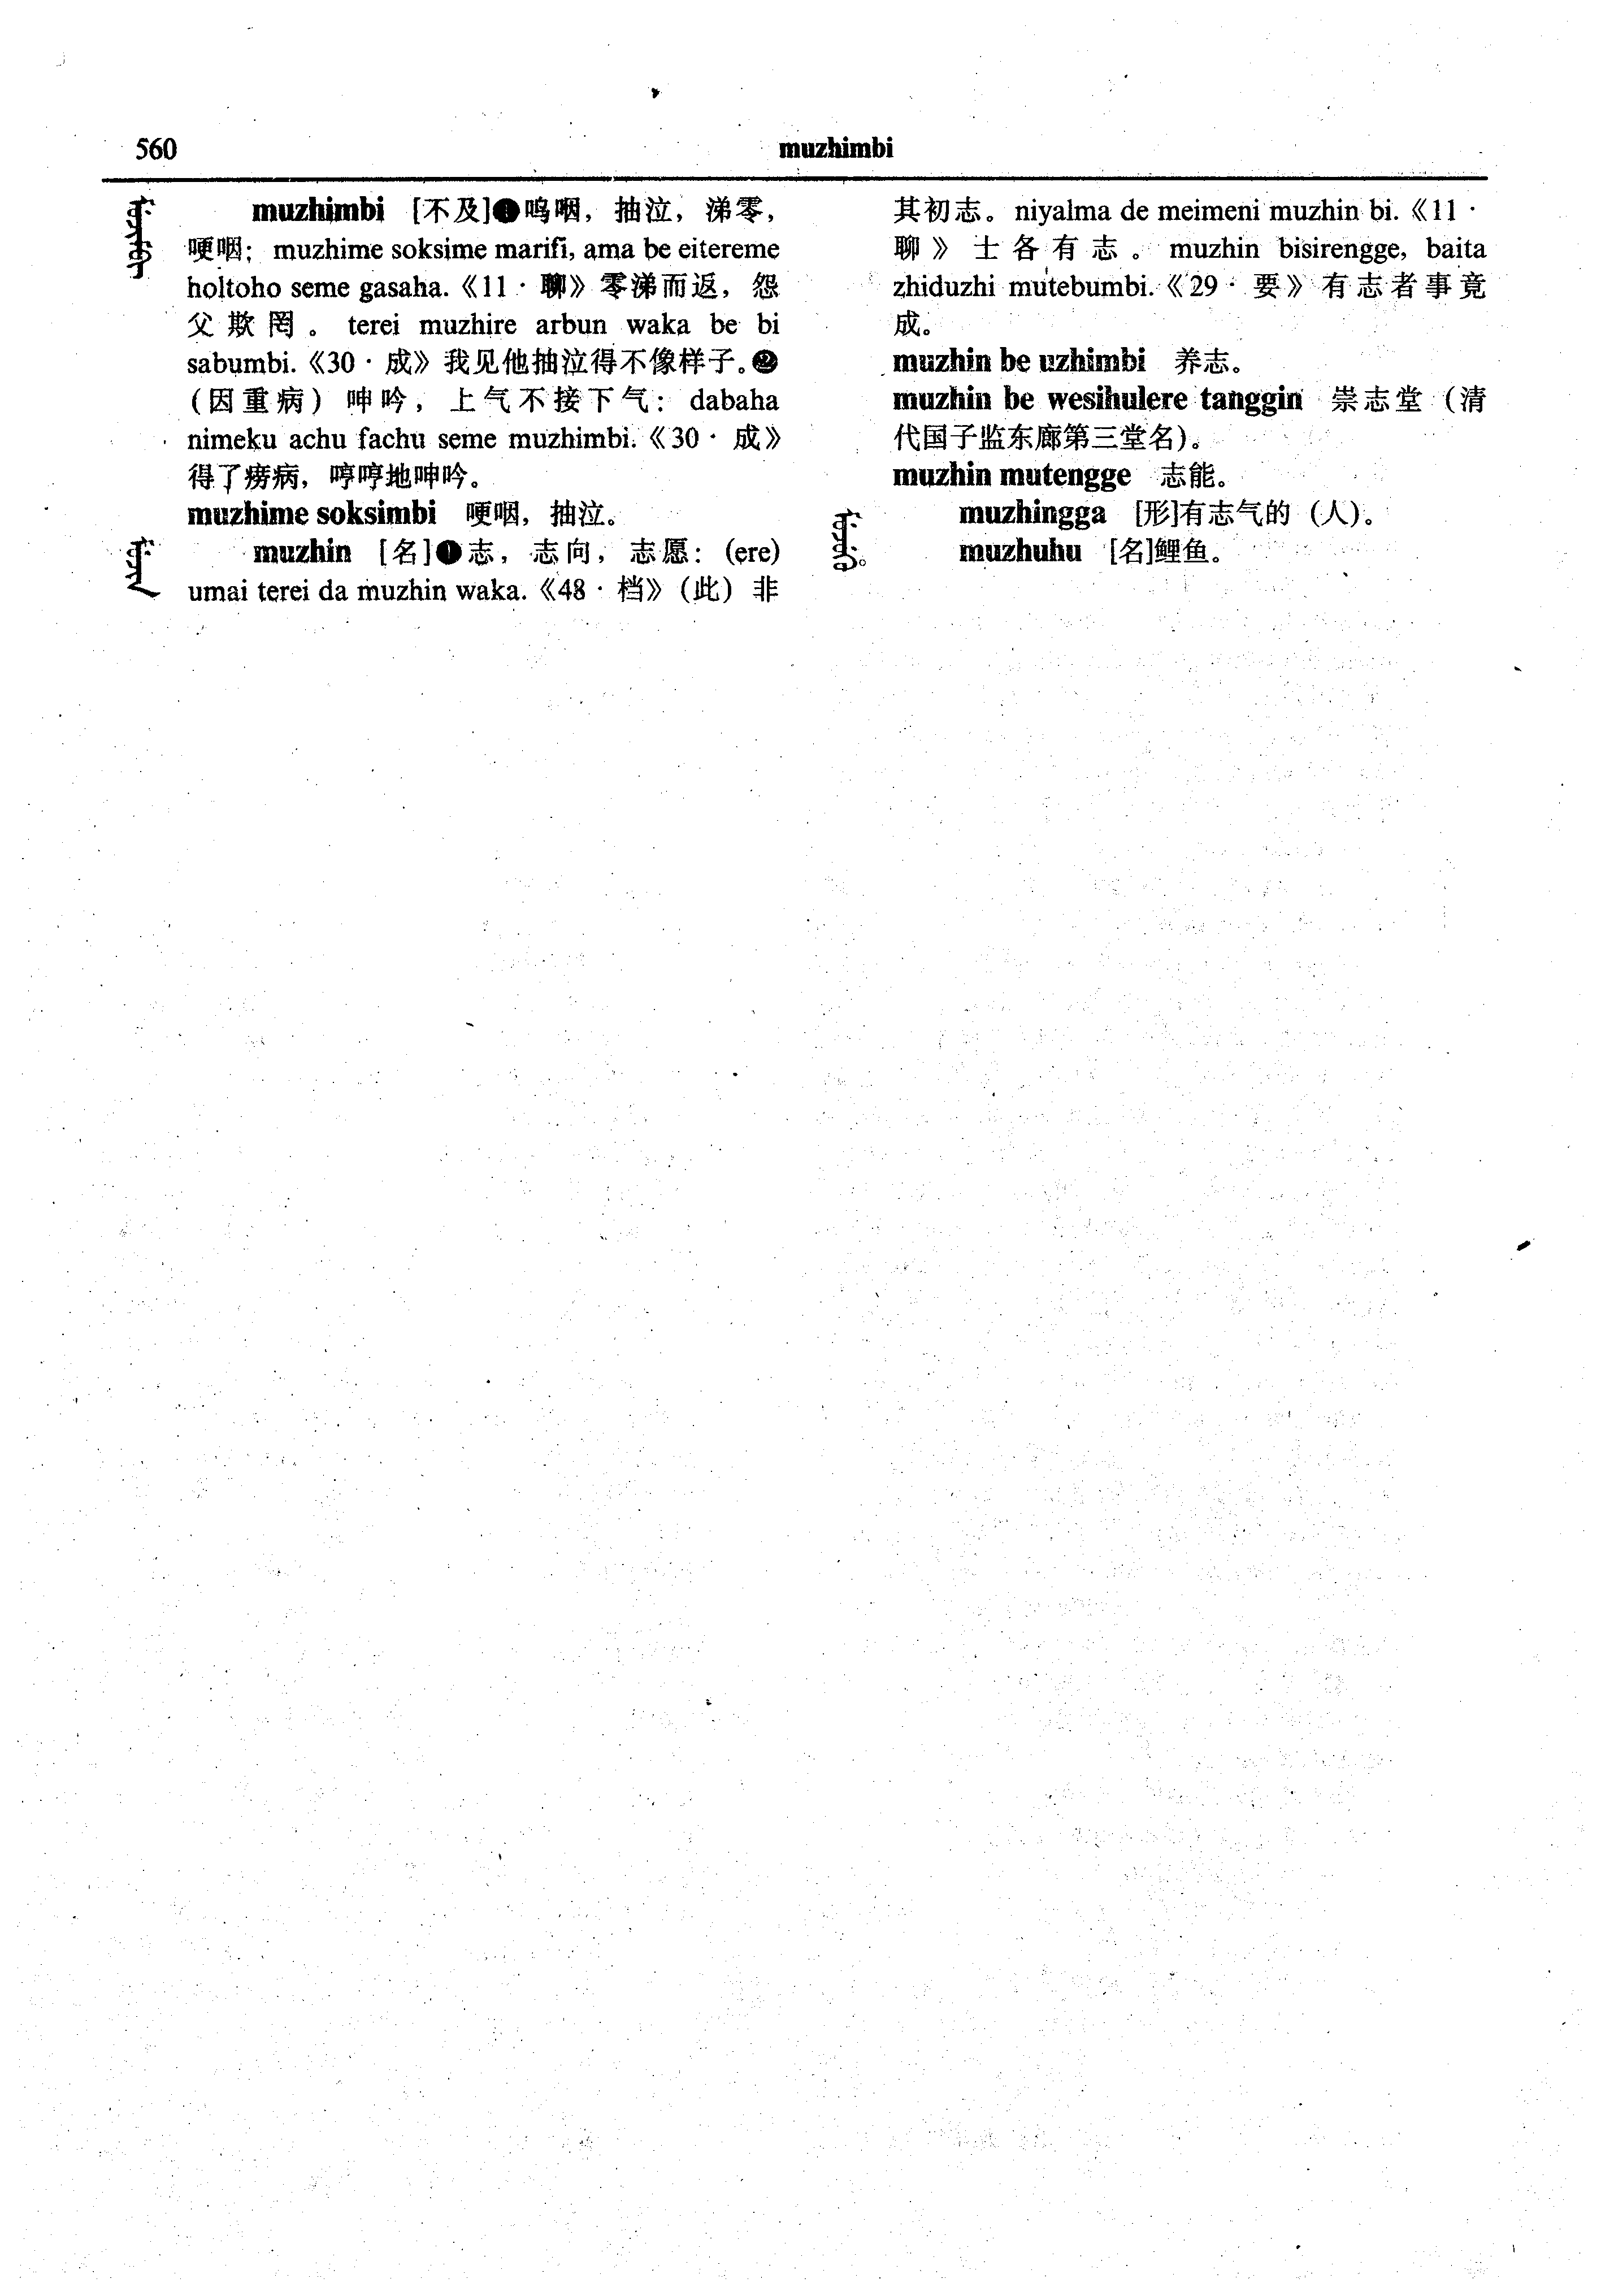 560
muzhimbi
muzhimbi [不及]❶呜咽，抽泣，涕零，
哽咽；muzhime soksime marifi, ama be eitereme
holtoho seme gasaha.《11·聊》零涕而返，怨
父欺罔。terei muzhire arbun waka be bi
sabumbi.《30·成》我见他抽泣得不像样子。❷
（因重病）呻吟，上气不接下气：dabaha
nimeku achu fachu seme muzhimbi.《30·成》
得了痨病，哼哼地呻吟。
muzhime soksimbi 哽咽，抽泣。
muzhin [名]❶志，志向，志愿：(ere)
umai terei da muzhin waka.《48·档》（此）非
其初志。niyalma de meimeni muzhin bi.《11·
聊》士各有志。muzhin bisirengge, baita
zhiduzhi mutebumbi.《29·要》有志者事竟
成。
muzhin be uzhimbi 养志。
muzhin be wesihulere tanggin 崇志堂（清
代国子监东廊第三堂名）。
muzhin mutengge 志能。
muzhingga [形]有志气的（人）。
muzhuhu [名]鲤鱼。